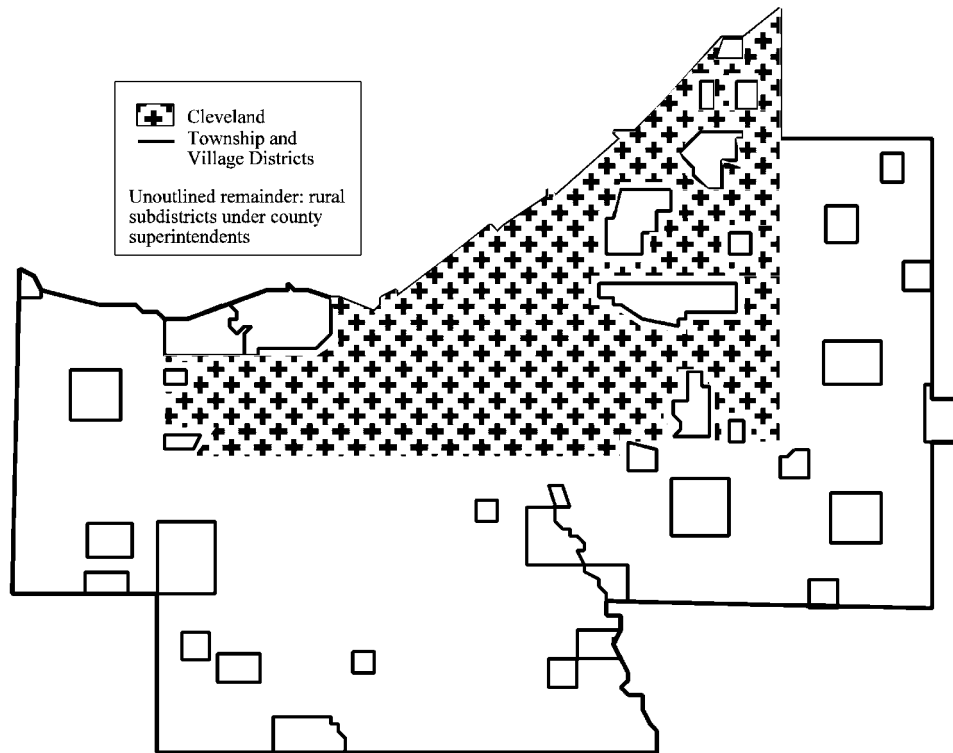 Cleveland
Township and
Village Districts
Unoutlined remainder: rural
subdistricts under county
superintendents